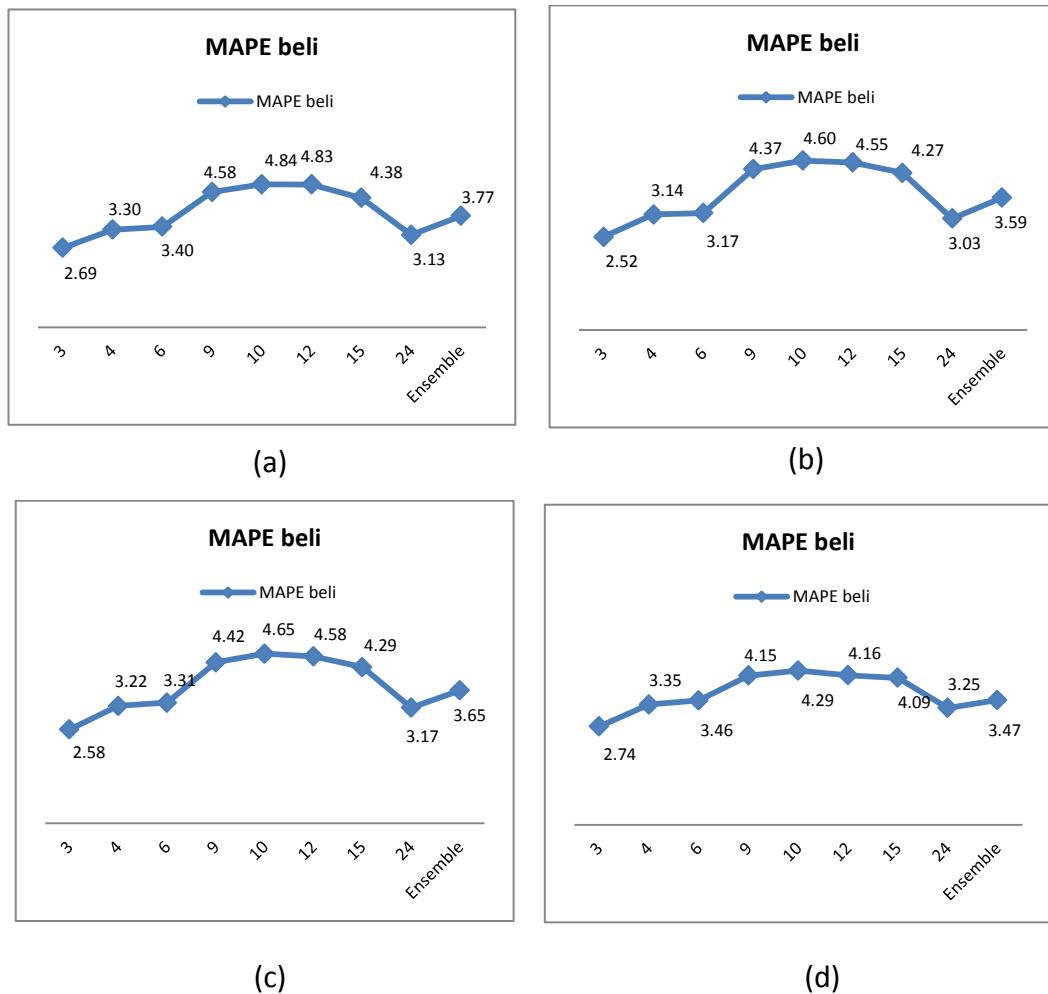 MAPE beli
MAPE beli
4.58 4.84 4.83 4.38
3.30 3.77
2.69 3.40 3.13
3 4 6 9 10 12 15 24 Ensemble
(a)
MAPE beli
MAPE beli
4.37 4.60 4.55 4.27
3.14
2.52 3.17 3.03 3.59
3 4 6 9 10 12 15 24 Ensemble
(b)
MAPE beli
MAPE beli
4.42 4.65 4.58 4.29
3.22 3.31
2.58 3.17 3.65
3 4 6 9 10 12 15 24 Ensemble
(c)
MAPE beli
MAPE beli
3.35 4.15 4.16 3.25
2.74 3.46 4.29 4.09 3.47
3 4 6 9 10 12 15 24 Ensemble
(d)